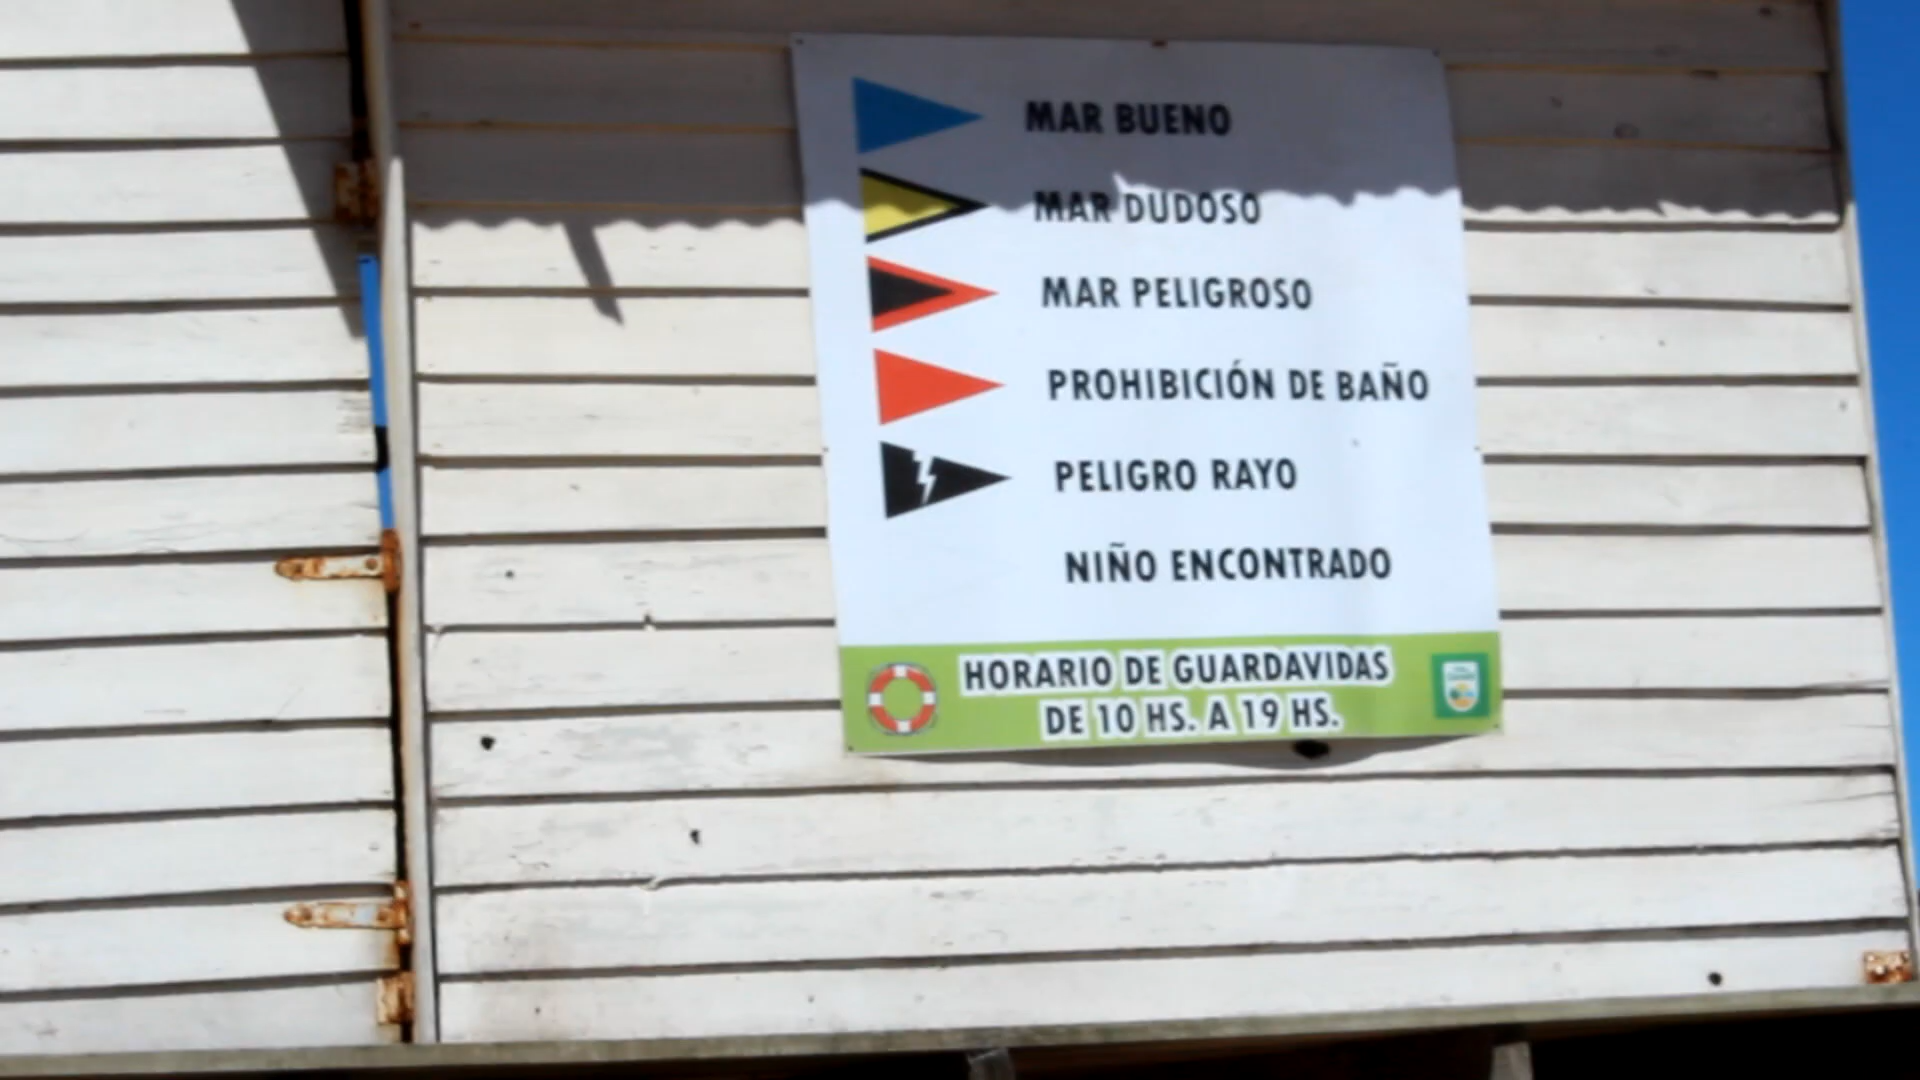 MAR BUENO
MAR DUDOSO
MAR PELIGROSO
PROHIBICIÓN DE BAÑO
PELIGRO RAYO
NIÑO ENCONTRADO
HORARIO DE GUARDAVIDAS
DE 10 HS. A 19 HS.